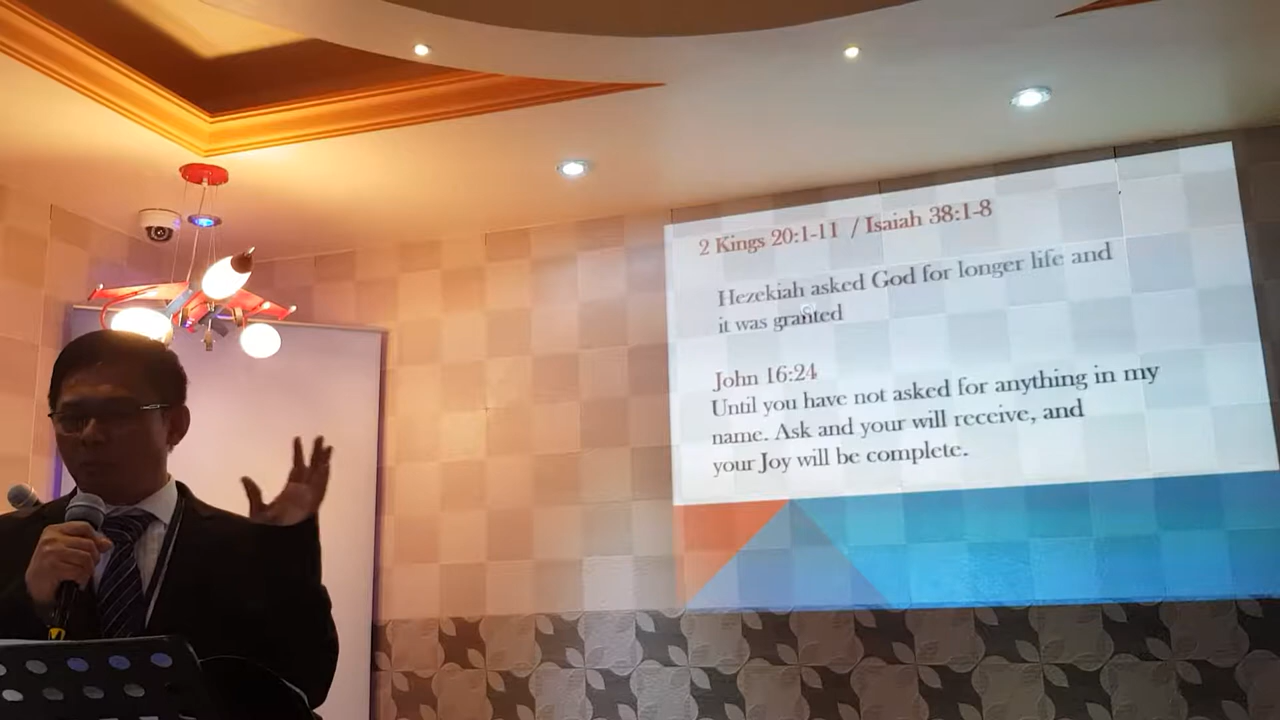 2 Kings 20:1-11 / Isaiah 38:1-8
Hezekiah asked God for longer life and
it was granted
John 16:24
Until you have not asked for anything in my
name. Ask and your will receive, and
your Joy will be complete.